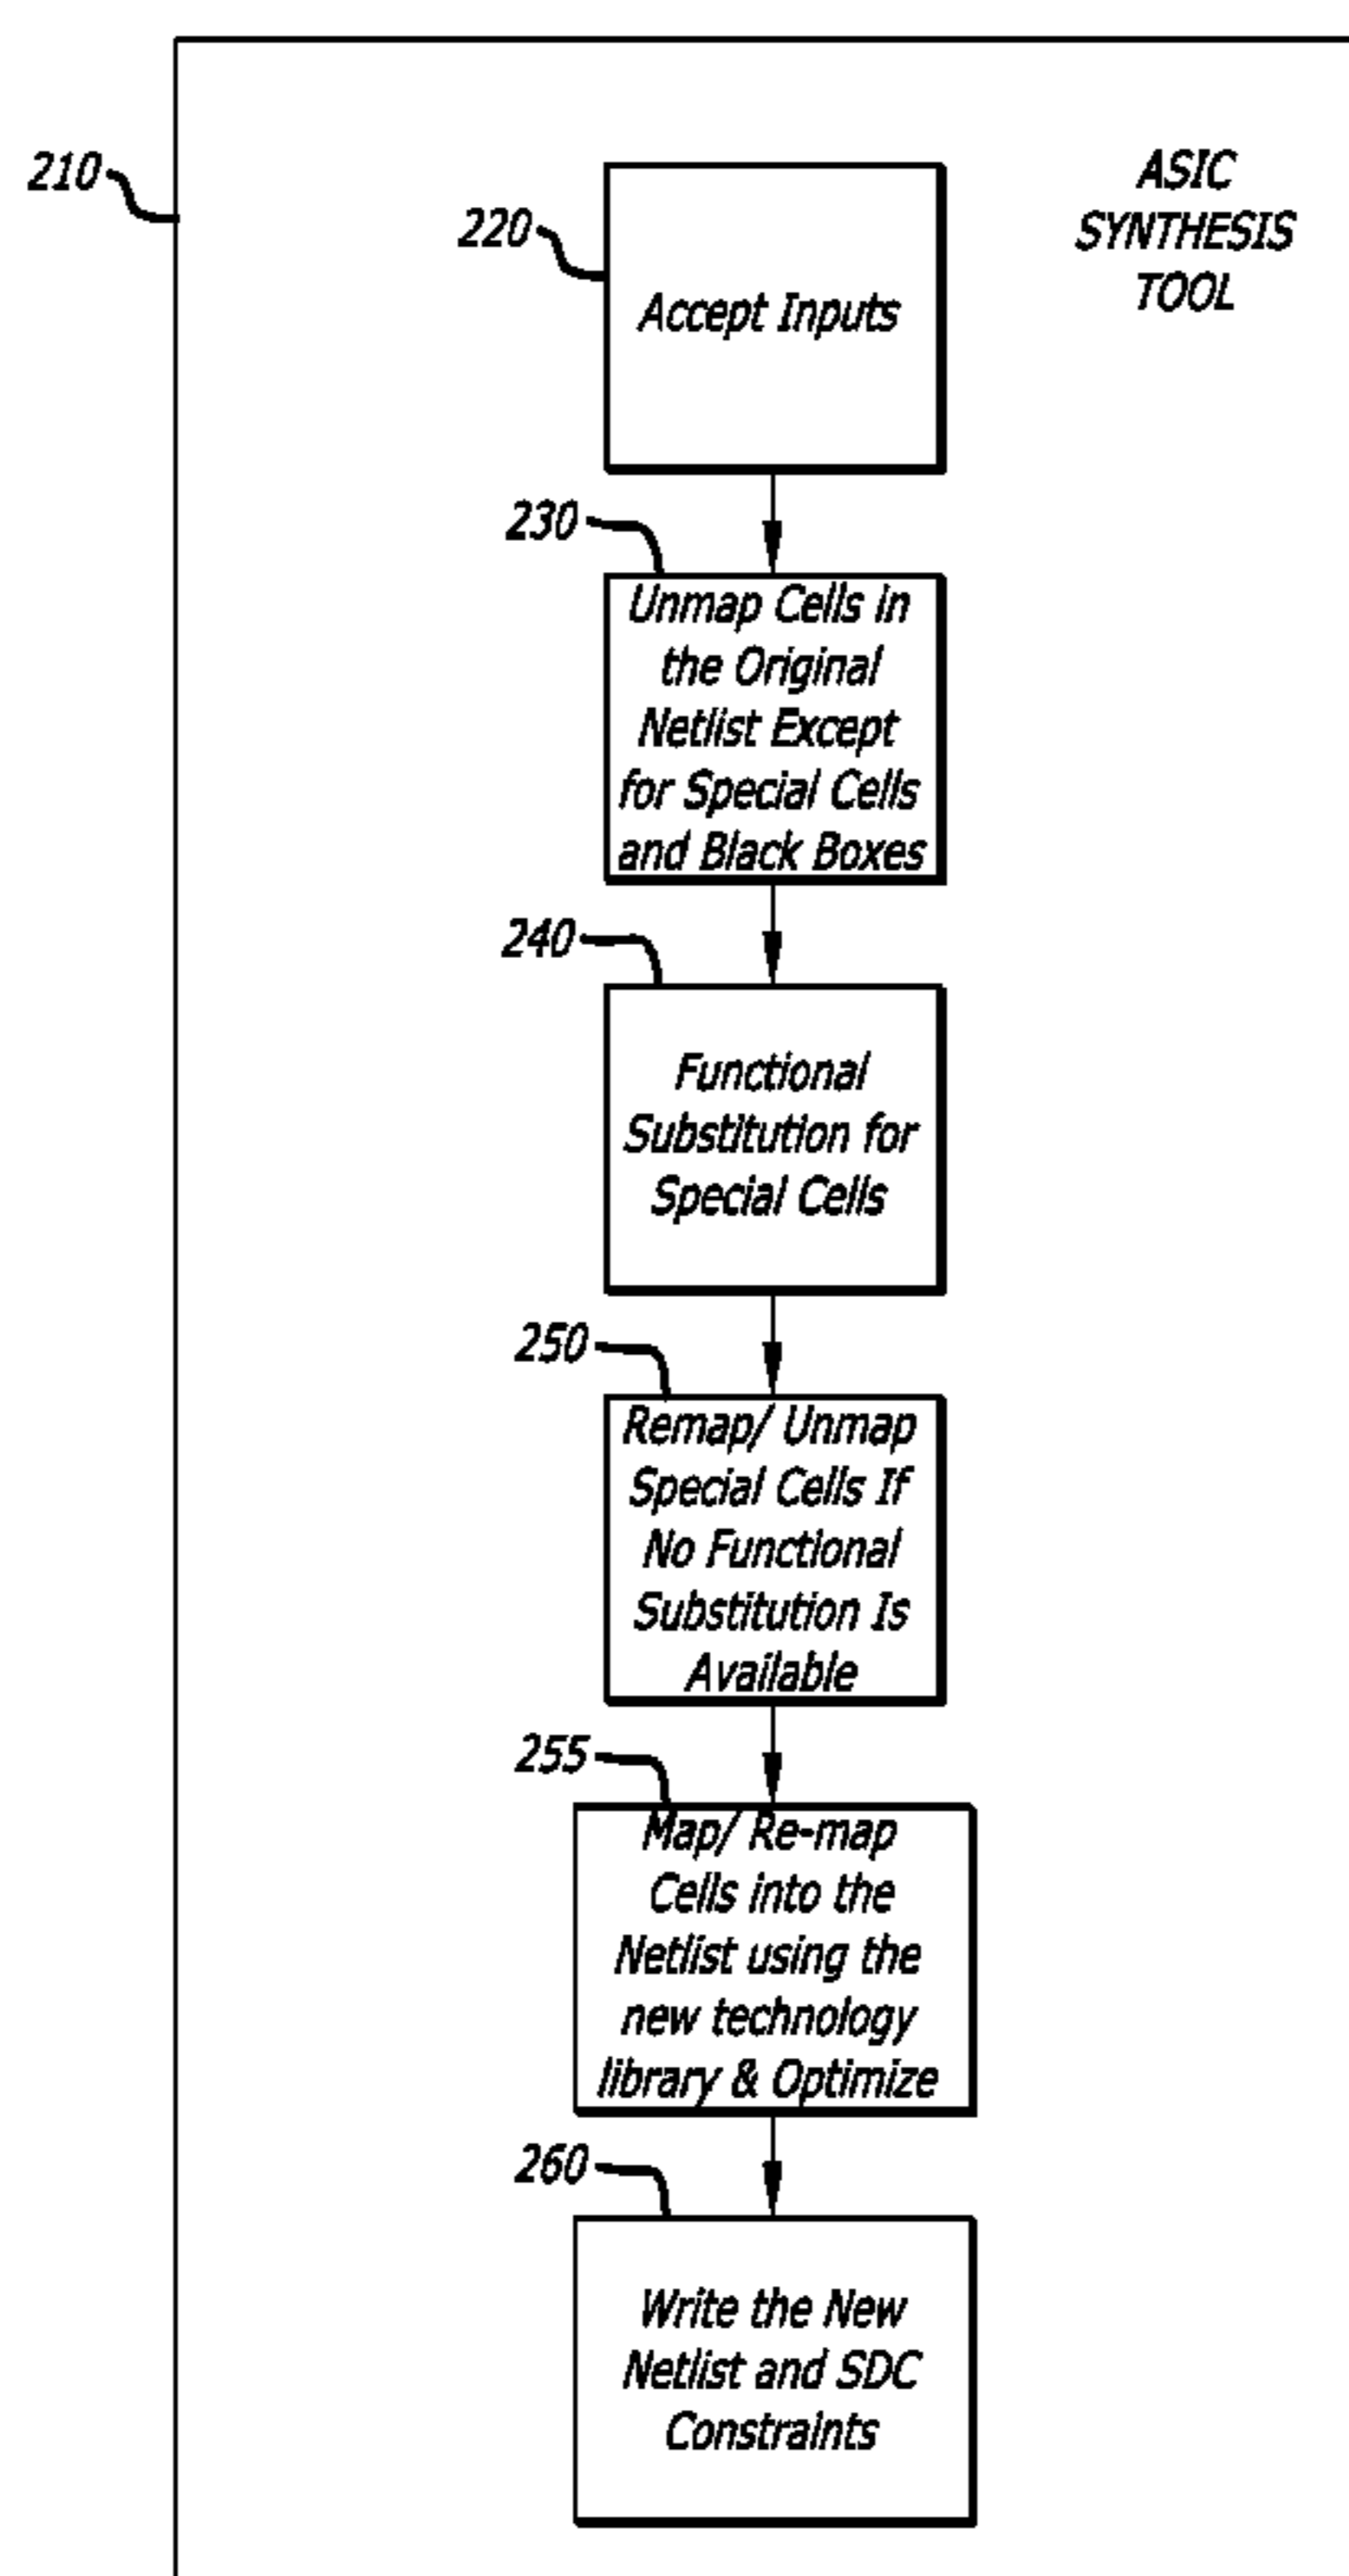 210
ASIC
SYNTHESIS
TOOL
220
Accept Inputs
230
Unmap Cells in
the Original
Netlist Except
for Special Cells
and Black Boxes
240
Functional
Substitution for
Special Cells
250
Remap/ Unmap
Special Cells If
No Functional
Substitution Is
Available
255
Map/ Re-map
Cells into the
Netlist using the
new technology
library & Optimize
260
Write the New
Netlist and SDC
Constraints